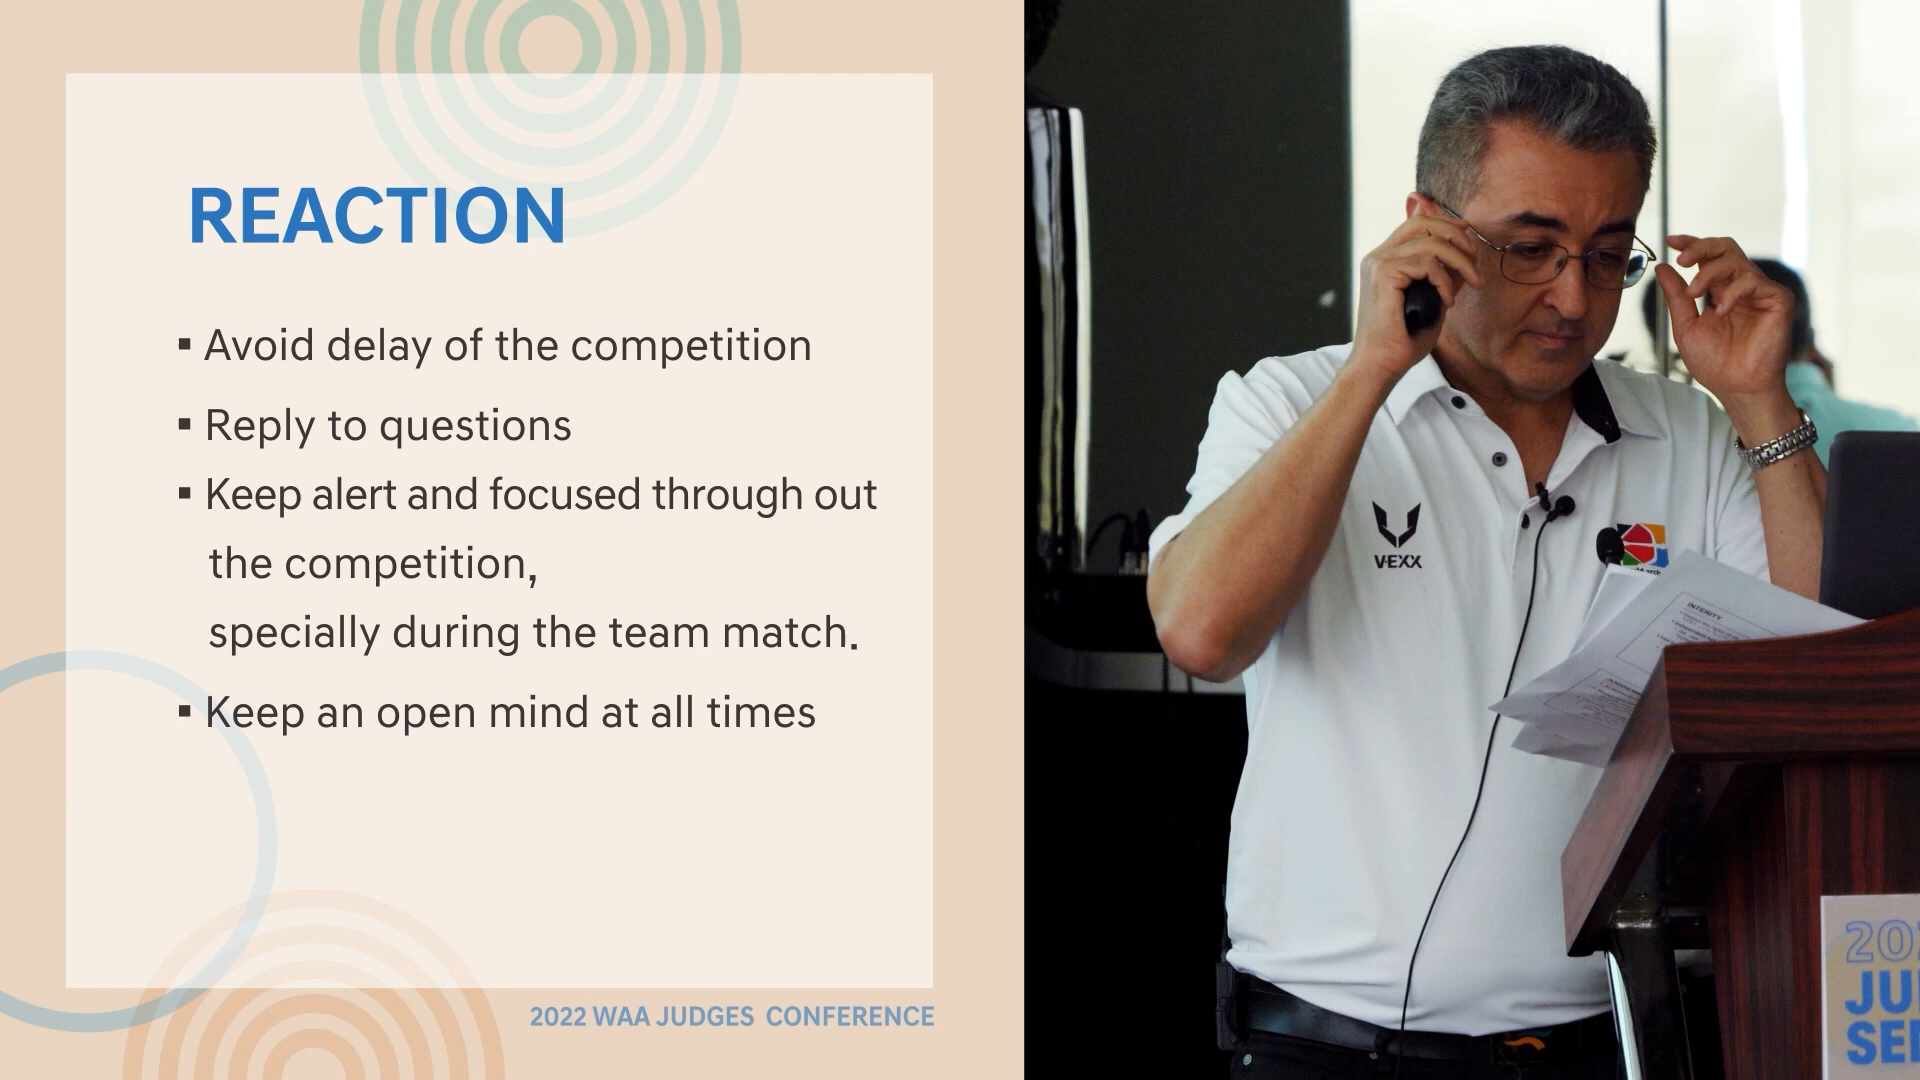 REACTION
▪ Avoid delay of the competition
▪ Reply to questions
▪ Keep alert and focused through out
the competition,
specially during the team match.
▪ Keep an open mind at all times
2022 WAA JUDGES CONFERENCE
VEXX
INTERITY